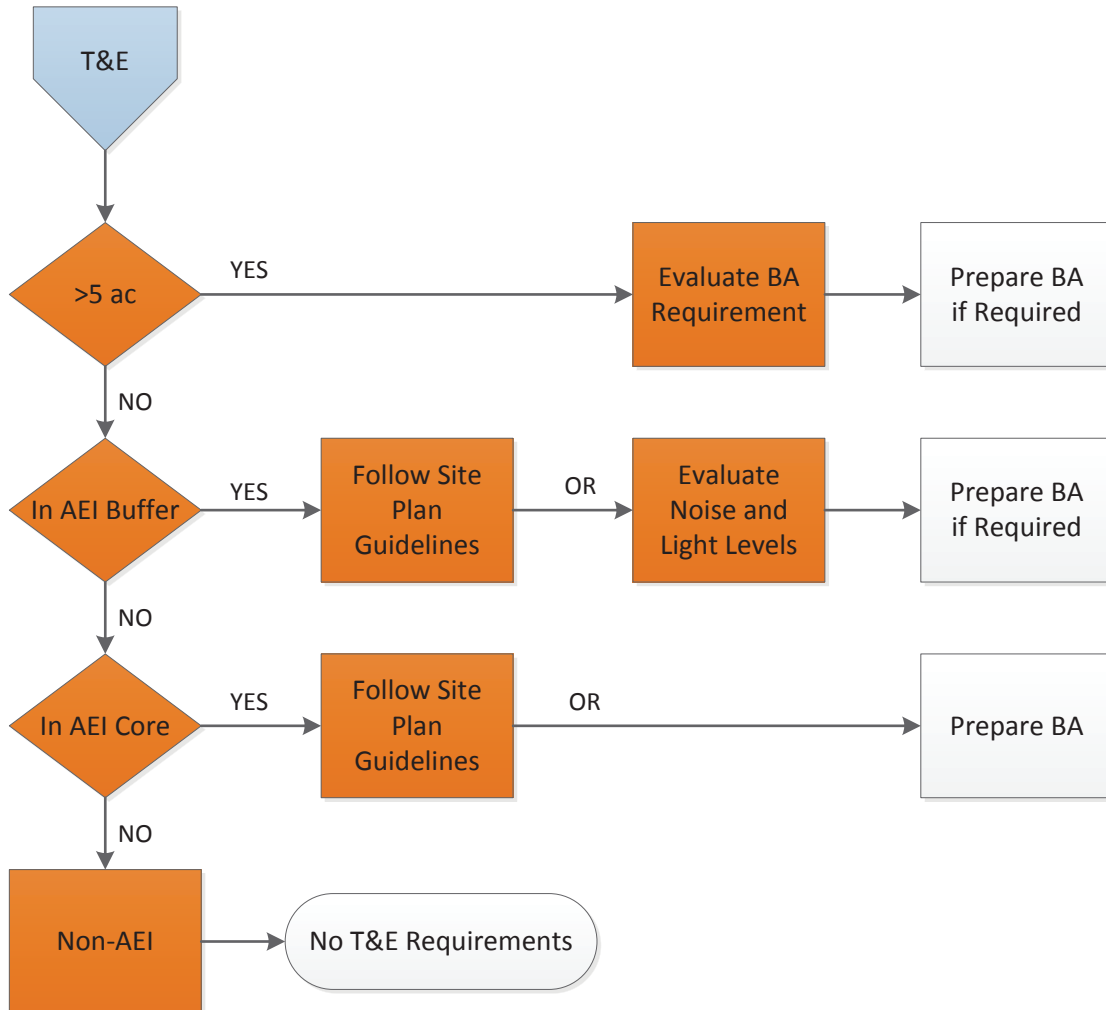 T&E
>5 ac
YES
Evaluate BA
Requirement
Prepare BA
if Required
NO
In AEI Buffer
YES
Follow Site
Plan
Guidelines
OR
Evaluate
Noise and
Light Levels
Prepare BA
if Required
NO
In AEI Core
YES
Follow Site
Plan
Guidelines
OR
Prepare BA
NO
Non-AEI
No T&E Requirements